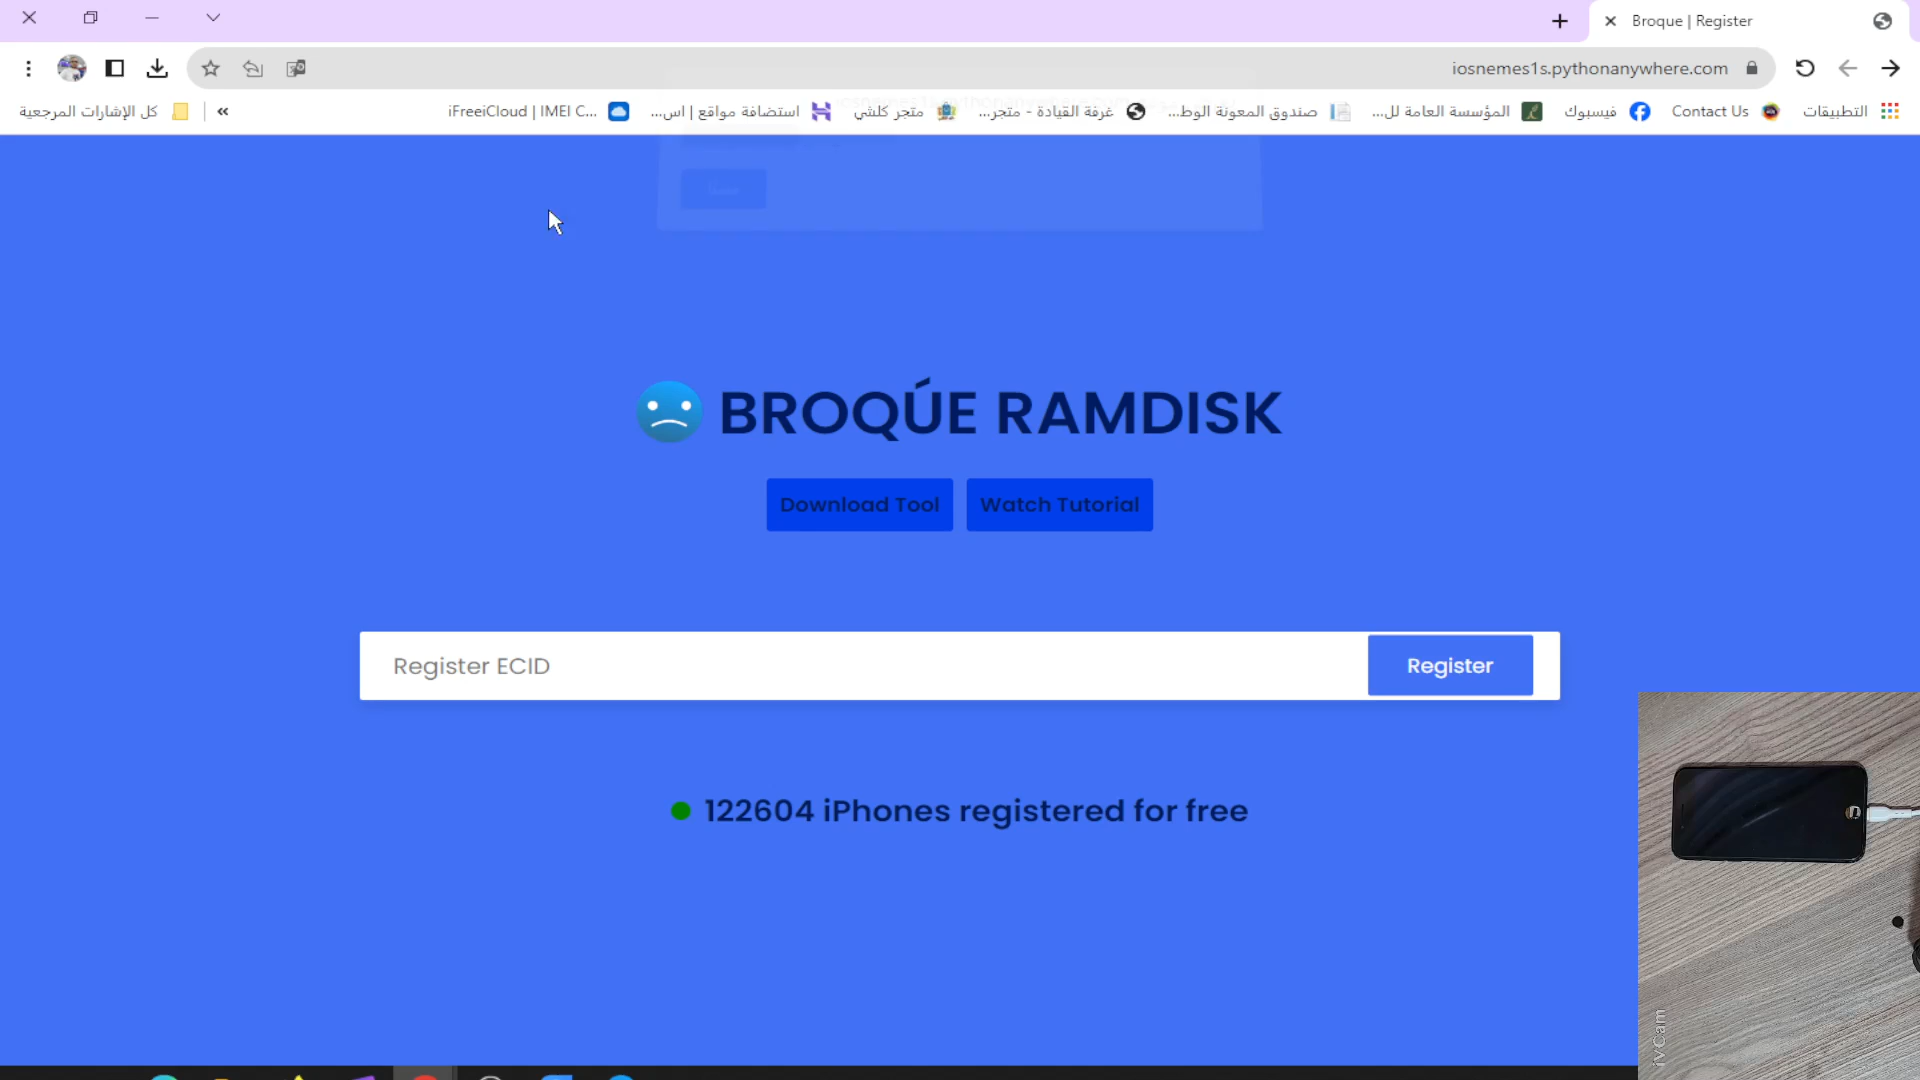 Broque | Register
iosnemes1s.pythonanywhere.com
التطبيقات
Contact Us
فيسبوك
المؤسسة العامة لل...
صندوق المعونة الوط...
غرفة القيادة - متجر...
متجر كلشي
استضافة مواقع | اس...
iFreeiCloud | IMEI C...
«
كل الإشارات المرجعية
BROQÚE RAMDISK
Download Tool
Watch Tutorial
Register ECID
Register
122604 iPhones registered for free
iVCam